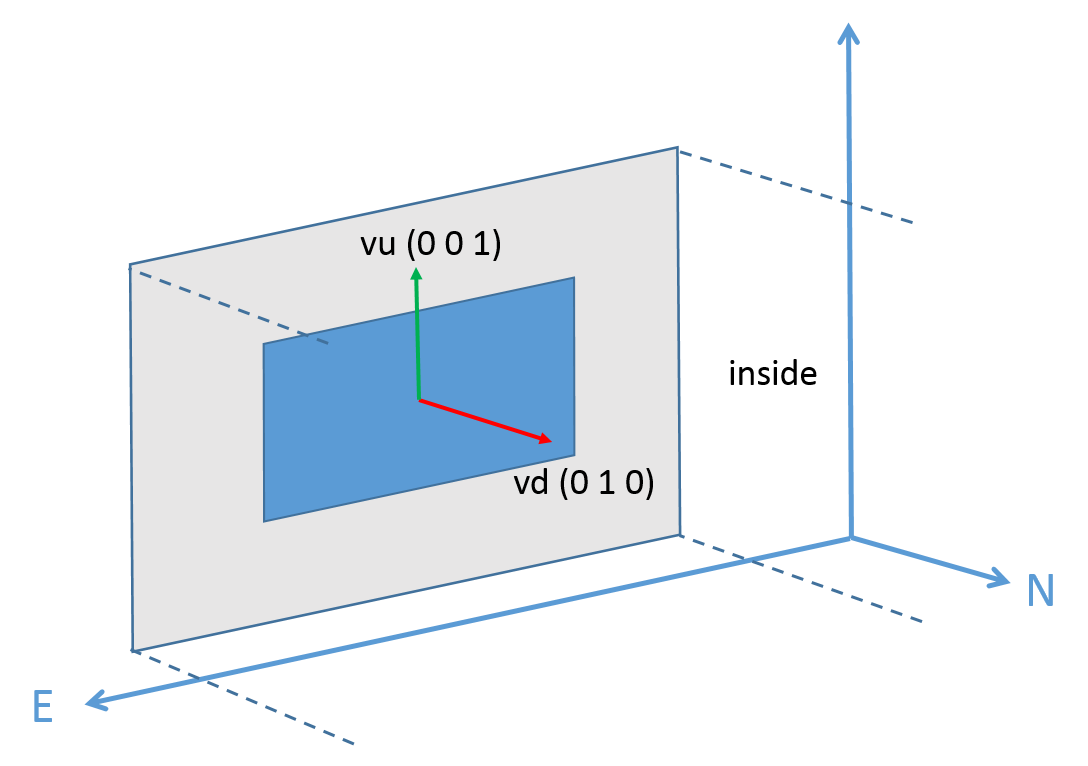 vu (0 0 1)
inside
vd (0 1 0)
N
E